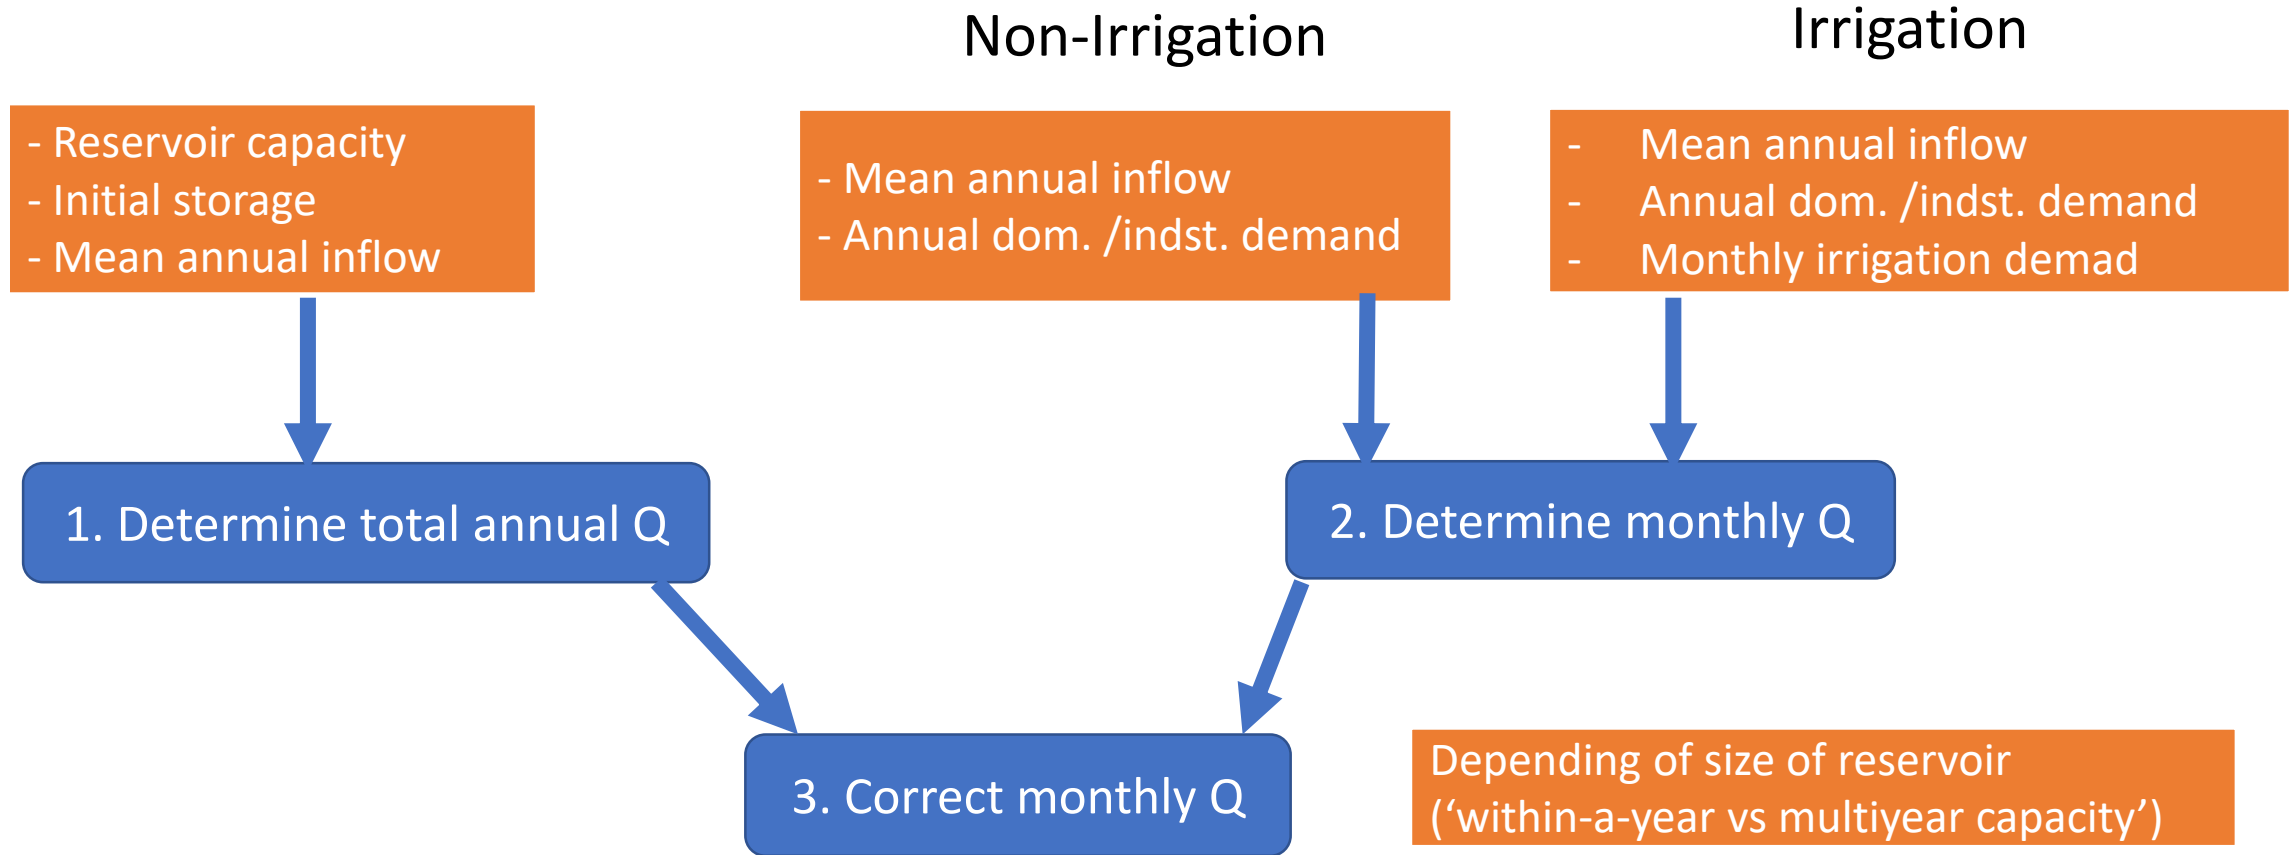 Non-Irrigation
Irrigation
- Reservoir capacity
- Initial storage
- Mean annual inflow
- Mean annual inflow
- Annual dom. /indst. demand
- Mean annual inflow
- Annual dom. /indst. demand
- Monthly irrigation demad
1. Determine total annual Q
2. Determine monthly Q
3. Correct monthly Q
Depending of size of reservoir
(‘within-a-year vs multiyear capacity’)